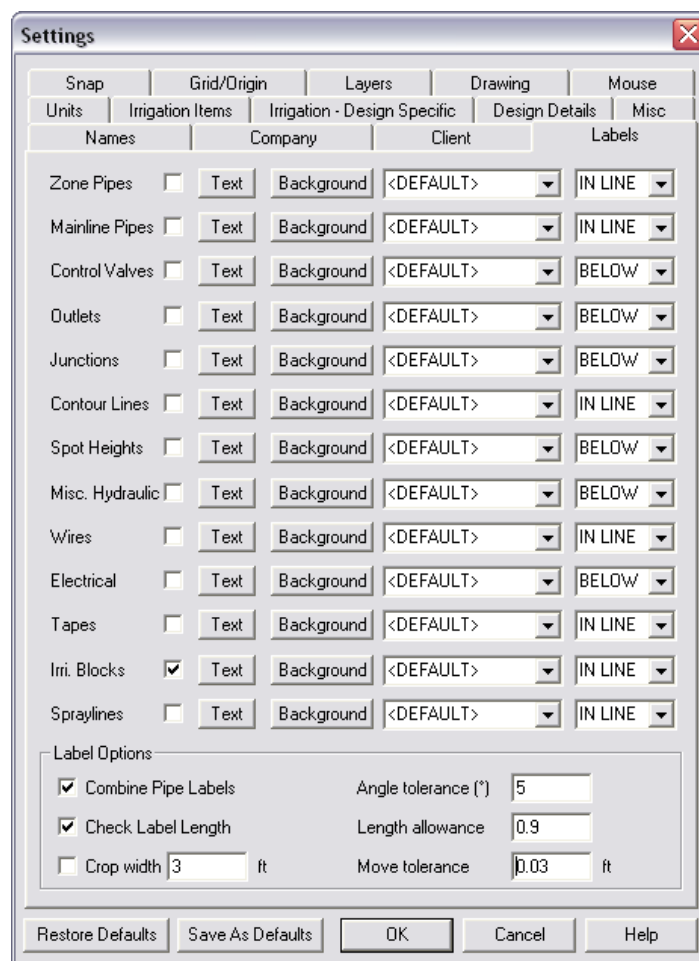 Settings
Snap Grid/Origin Layers Drawing Mouse
Units Irrigation Items Irrigation - Design Specific Design Details Misc
Names Company Client Labels
Zone Pipes Text Background <DEFAULT> IN LINE
Mainline Pipes Text Background <DEFAULT> IN LINE
Control Valves Text Background <DEFAULT> BELOW
Outlets Text Background <DEFAULT> BELOW
Junctions Text Background <DEFAULT> BELOW
Contour Lines Text Background <DEFAULT> IN LINE
Spot Heights Text Background <DEFAULT> BELOW
Misc. Hydraulic Text Background <DEFAULT> BELOW
Wires Text Background <DEFAULT> IN LINE
Electrical Text Background <DEFAULT> BELOW
Tapes Text Background <DEFAULT> IN LINE
Irri. Blocks Text Background <DEFAULT> IN LINE
Spraylines Text Background <DEFAULT> IN LINE
Label Options
Combine Pipe Labels Angle tolerance (°) 5
Check Label Length Length allowance 0.9
Crop width 3 ft Move tolerance 0.03 ft
Restore Defaults Save As Defaults OK Cancel Help